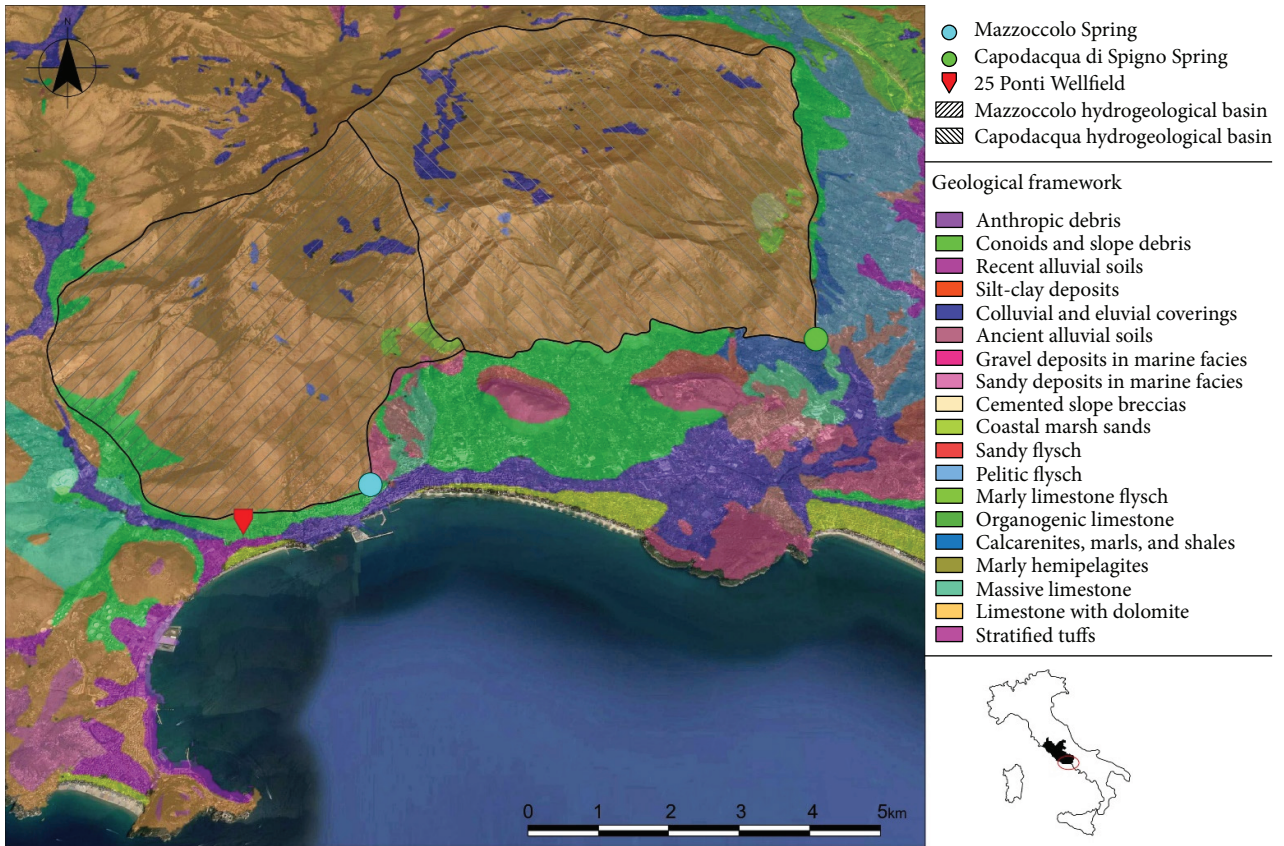 N
Mazzoccolo Spring
Capodacqua di Spigno Spring
25 Ponti Wellfield
Mazzoccolo hydrogeological basin
Capodacqua hydrogeological basin
Geological framework
Anthropic debris
Conoids and slope debris
Recent alluvial soils
Silt-clay deposits
Colluvial and eluvial coverings
Ancient alluvial soils
Gravel deposits in marine facies
Sandy deposits in marine facies
Cemented slope breccias
Coastal marsh sands
Sandy flysch
Pelitic flysch
Marly limestone flysch
Organogenic limestone
Calcarenites, marls, and shales
Marly hemipelagites
Massive limestone
Limestone with dolomite
Stratified tuffs
0 1 2 3 4 5 km